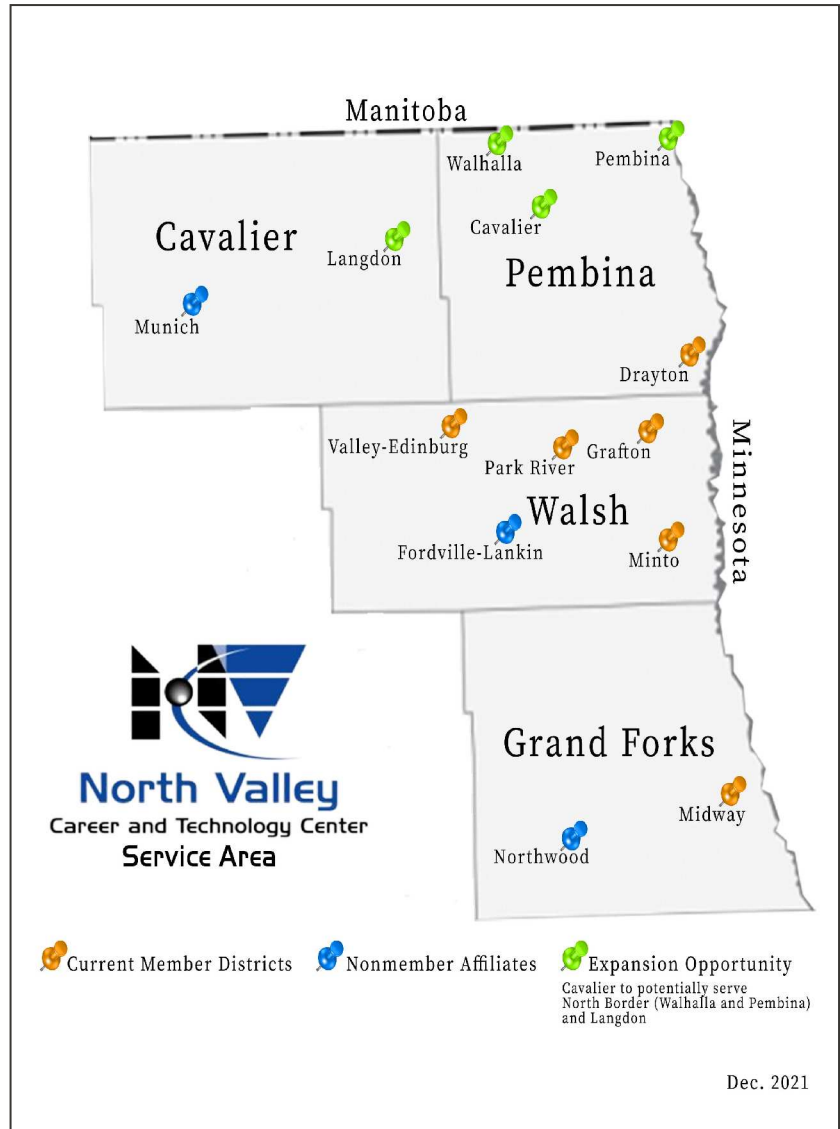 Manitoba
Walhalla
Pembina
Cavalier
Cavalier
Langdon
Pembina
Munich
Drayton
Valley-Edinburg
Park River
Grafton
Minnesota
Walsh
Fordville-Lankin
Minto
NV
North Valley
Career and Technology Center
Service Area
Grand Forks
Midway
Northwood
Current Member Districts
Nonmember Affiliates
Expansion Opportunity
Cavalier to potentially serve
North Border (Walhalla and Pembina)
and Langdon
Dec. 2021